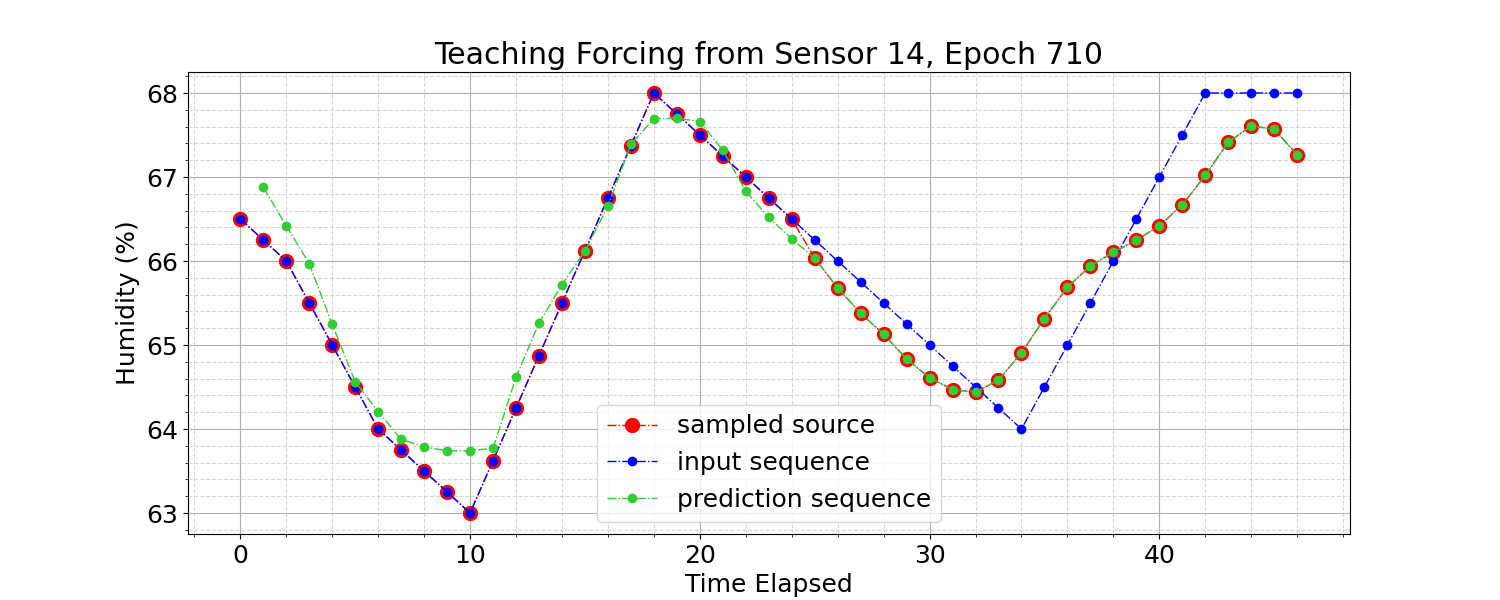 Teaching Forcing from Sensor 14, Epoch 710
68
67
66
65
64
63
Humidity (%)
sampled source
input sequence
prediction sequence
0 10 20 30 40
Time Elapsed